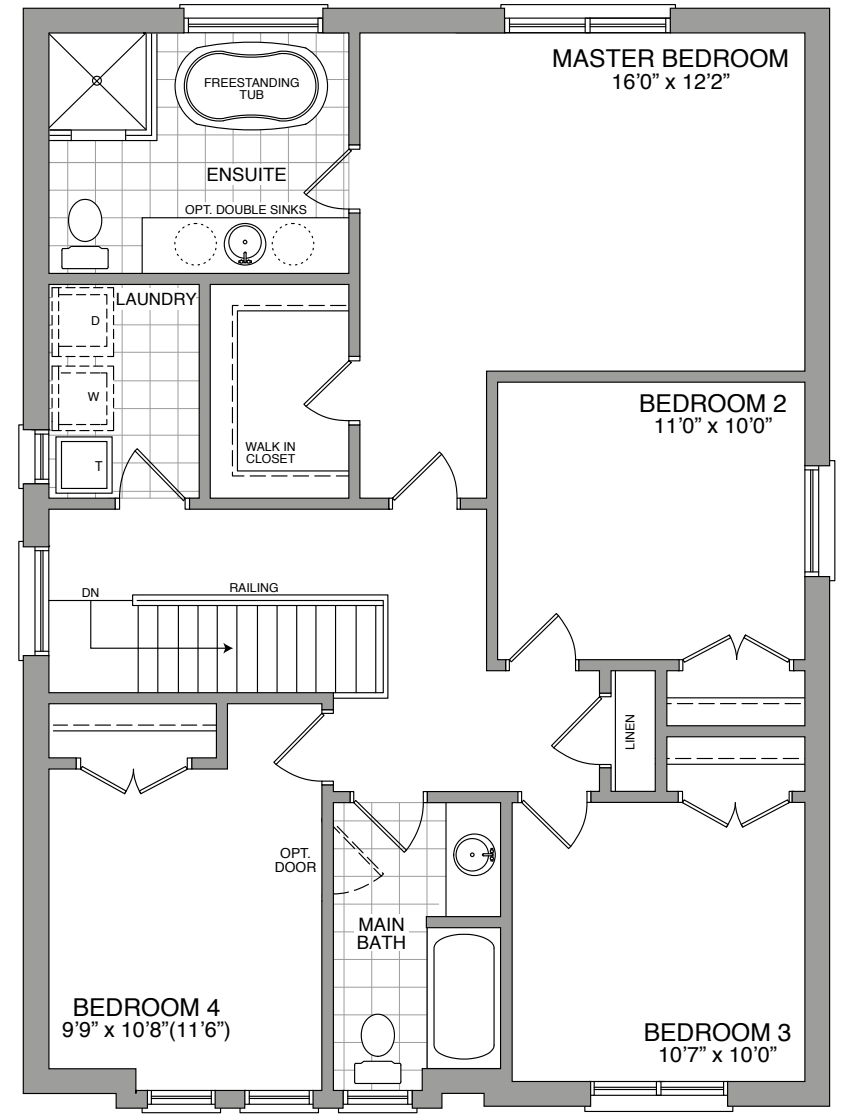 MASTER BEDROOM
16’0” x 12’2”
FREESTANDING
TUB
ENSUITE
OPT. DOUBLE SINKS
LAUNDRY
D
W
T
WALK IN
CLOSET
BEDROOM 2
11’0” x 10’0”
DN
RAILING
LINEN
OPT.
DOOR
MAIN
BATH
BEDROOM 4
9’9” x 10’8”(11’6”)
BEDROOM 3
10’7” x 10’0”